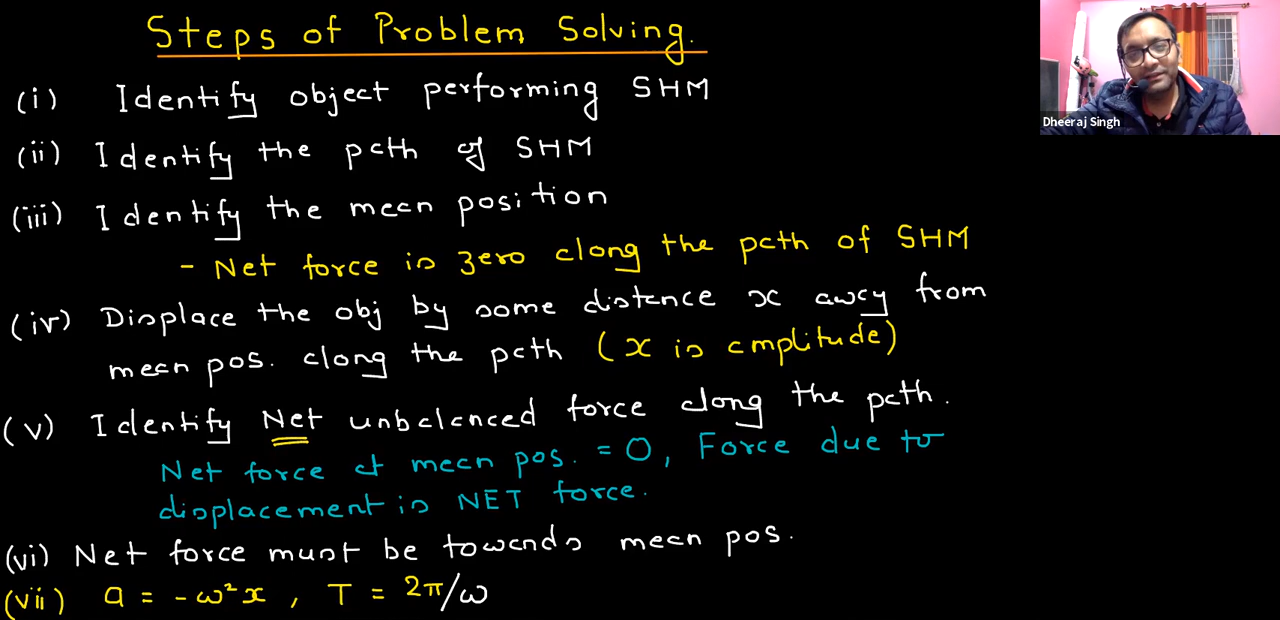 Steps of Problem Solving.
(i) Identify object performing SHM
(ii) Identify the path of SHM
(iii) Identify the mean position
- Net force is zero along the path of SHM
(iv) Displace the obj by some distance x away from
mean pos. along the path (x is amplitude)
(v) Identify Net unbalanced force along the path.
Net force at mean pos. = 0, Force due to
displacement is NET force.
(vi) Net force must be towards mean pos.
(vii) a = -ω²x, T = 2π/ω
Dheeraj Singh